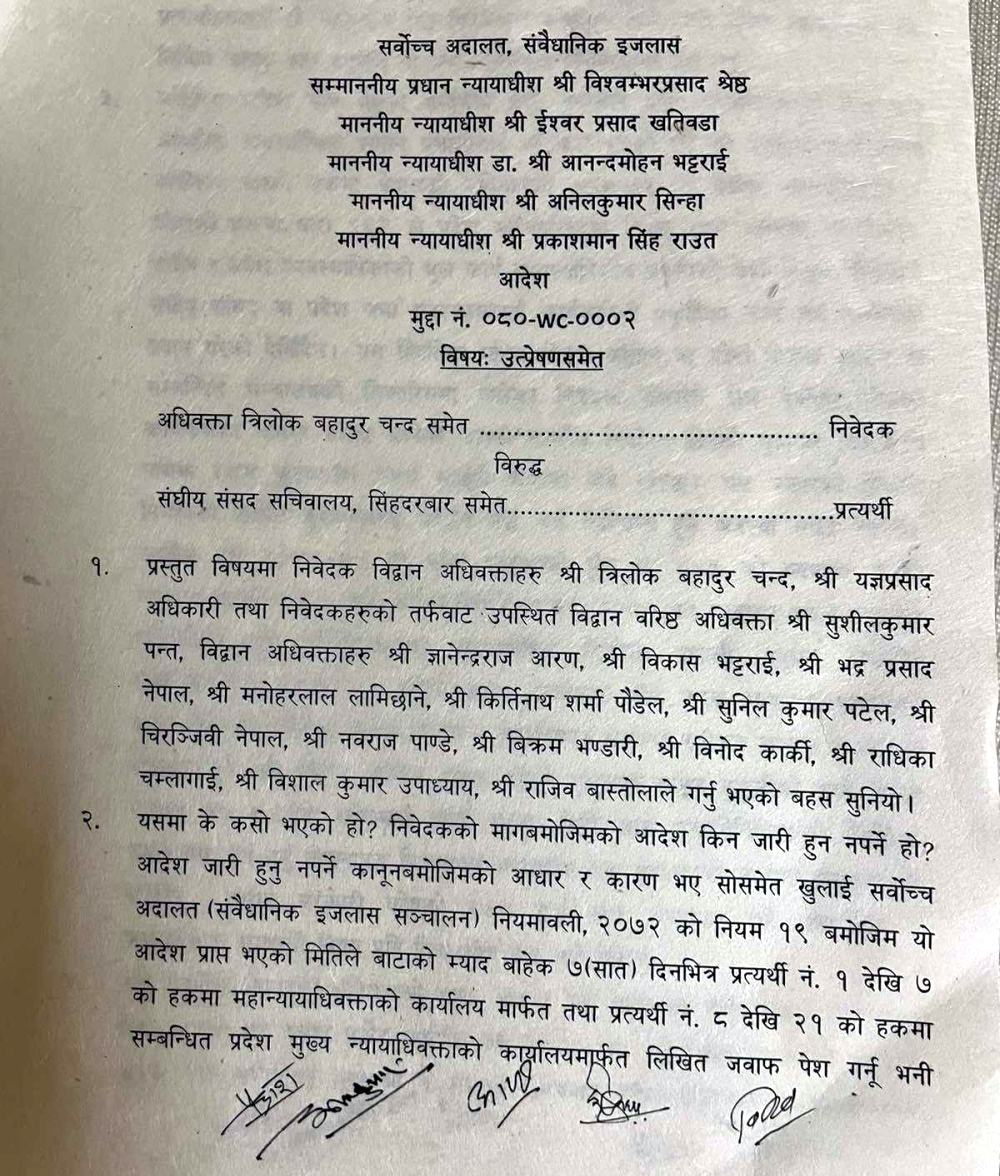 सर्वोच्च अदालत, संवैधानिक इजलास
सम्माननीय प्रधान न्यायाधीश श्री विश्वम्भरप्रसाद श्रेष्ठ
माननीय न्यायाधीश श्री ईश्वर प्रसाद खतिवडा
माननीय न्यायाधीश डा. श्री आनन्दमोहन भट्टराई
माननीय न्यायाधीश श्री अनिलकुमार सिन्हा
माननीय न्यायाधीश श्री प्रकाशमान सिंह राउत
आदेश
मुद्दा नं. ०८०-WC-०००२
विषयः उत्प्रेषणसमेत
अधिवक्ता त्रिलोक बहादुर चन्द समेत ................................................ निवेदक
विरुद्ध
संघीय संसद सचिवालय, सिंहदरबार समेत..............................................प्रत्यर्थी
१. प्रस्तुत विषयमा निवेदक विद्वान अधिवक्ताहरु श्री त्रिलोक बहादुर चन्द, श्री यज्ञप्रसाद
अधिकारी तथा निवेदकहरुको तर्फवाट उपस्थित विद्वान वरिष्ठ अधिवक्ता श्री सुशीलकुमार
पन्त, विद्वान अधिवक्ताहरु श्री ज्ञानेन्द्रराज आरण, श्री विकास भट्टराई, श्री भद्र प्रसाद
नेपाल, श्री मनोहरलाल लामिछाने, श्री किर्तिनाथ शर्मा पौडेल, श्री सुनिल कुमार पटेल, श्री
चिरञ्जिवी नेपाल, श्री नवराज पाण्डे, श्री बिक्रम भण्डारी, श्री विनोद कार्की, श्री राधिका
चम्लागाई, श्री विशाल कुमार उपाध्याय, श्री राजिव बास्तोलाले गर्नु भएको बहस सुनियो।
२. यसमा के कसो भएको हो? निवेदकको मागबमोजिमको आदेश किन जारी हुन नपर्ने हो?
आदेश जारी हुनु नपर्ने कानूनबमोजिमको आधार र कारण भए सोसमेत खुलाई सर्वोच्च
अदालत (संवैधानिक इजलास सञ्चालन) नियमावली, २०७२ को नियम १९ बमोजिम यो
आदेश प्राप्त भएको मितिले बाटाको म्याद बाहेक ७(सात) दिनभित्र प्रत्यर्थी नं. १ देखि ७
को हकमा महान्यायाधिवक्ताको कार्यालय मार्फत तथा प्रत्यर्थी नं. ८ देखि २१ को हकमा
सम्बन्धित प्रदेश मुख्य न्यायाधिवक्ताको कार्यालयमार्फत लिखित जवाफ पेश गर्नू भनी